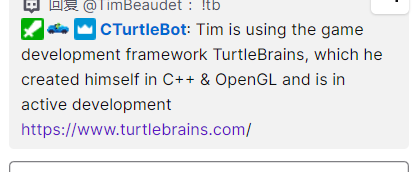 回复 @TimBeaudet： !tb
CTurtleBot: Tim is using the game
development framework TurtleBrains, which he
created himself in C++ & OpenGL and is in
active development
https://www.turtlebrains.com/